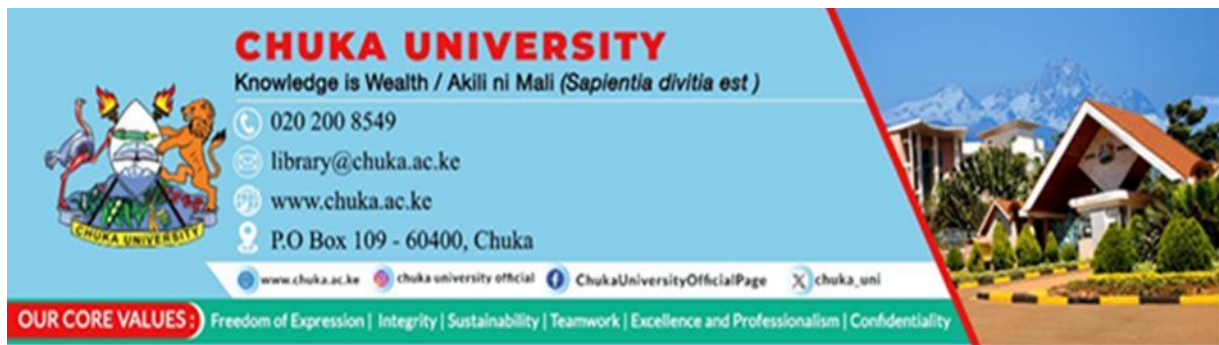 CHUKA UNIVERSITY
Knowledge is Wealth / Akili ni Mali (Sapientia divitia est )
020 200 8549
library@chuka.ac.ke
www.chuka.ac.ke
P.O Box 109 - 60400, Chuka
CHUKA UNIVERSITY
www.chuka.ac.ke chuka university official ChukaUniversityOfficialPage chuka_uni
OUR CORE VALUES : Freedom of Expression | Integrity | Sustainability | Teamwork | Excellence and Professionalism | Confidentiality